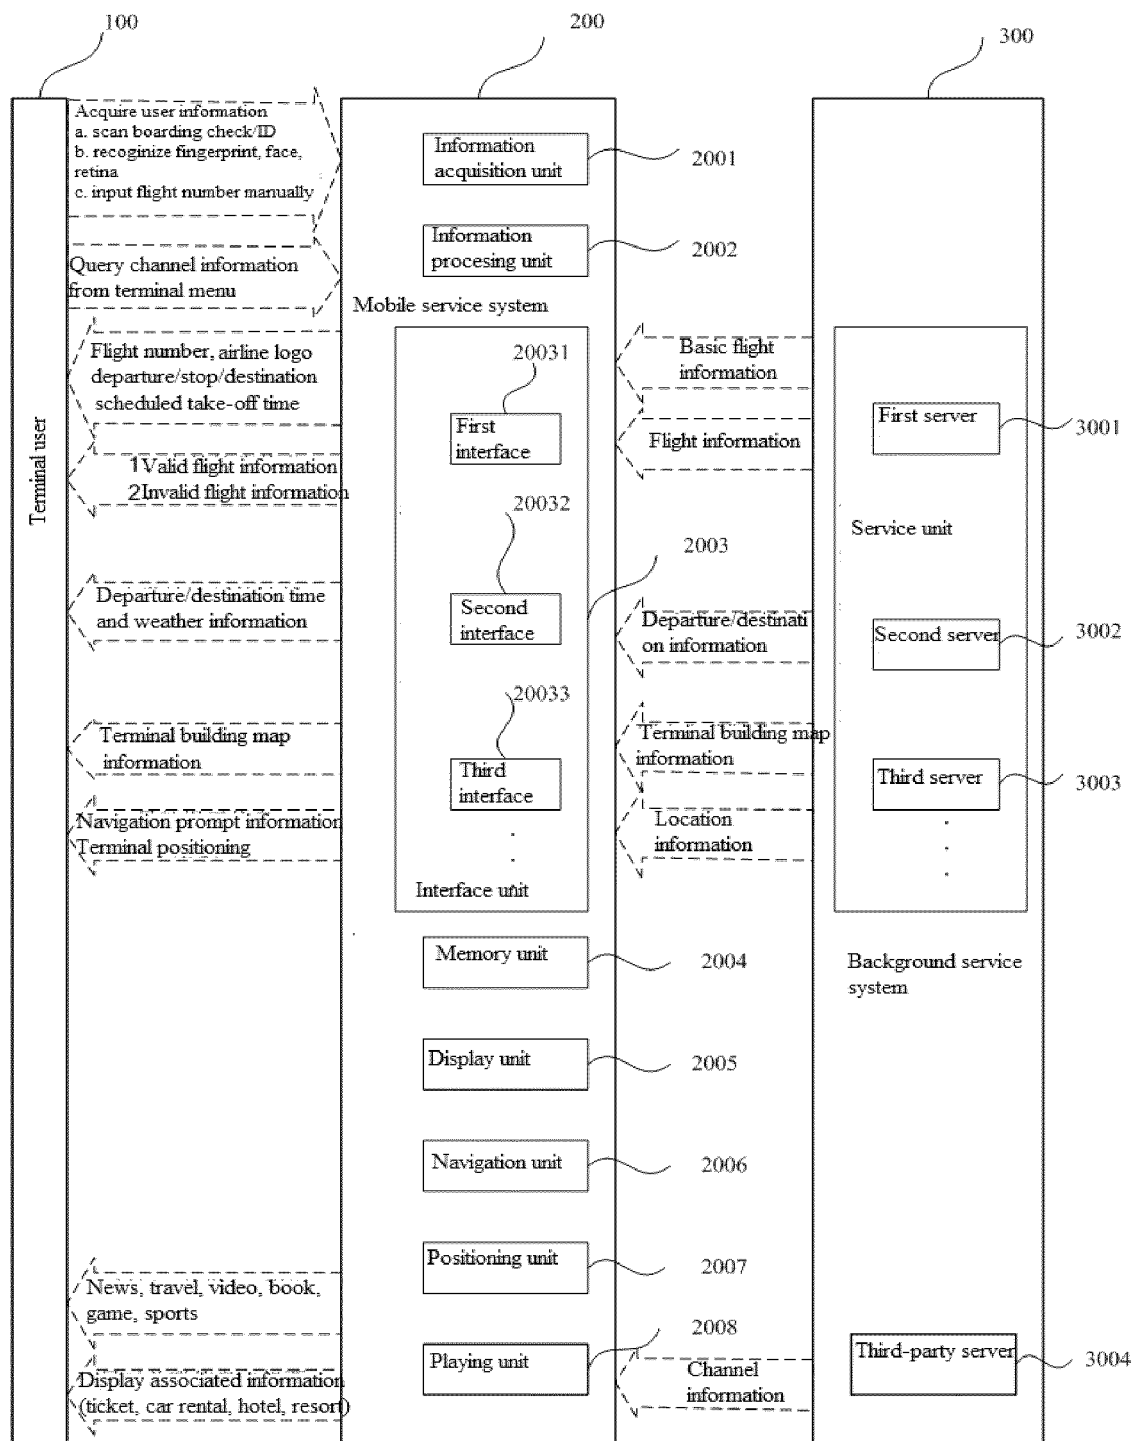 100
200
300
Acquire user information
a. scan boarding check/ID
b. recoginize fingerprint, face,
retina
c. input flight number manually
Information
acquisition unit
2001
Information
procesing unit
2002
Query channel information
from terminal menu
Mobile service system
Flight number, airline logo
departure/stop/destination
scheduled take-off time
20031
First
interface
Basic flight
information
Flight information
First server
3001
1Valid flight information
2Invalid flight information
Terminal user
20032
Service unit
2003
Departure/destination time
and weather information
Second
interface
Departure/destinati
on information
Second server
3002
20033
Terminal building map
information
Terminal building map
information
Third
interface
Third server
3003
Navigation prompt information
Terminal positioning
Location
information
Interface unit
Memory unit
2004
Background service
system
Display unit
2005
Navigation unit
2006
Positioning unit
2007
News, travel, video, book,
game, sports
2008
Playing unit
Channel
information
Third-party server
3004
Display associated information
(ticket, car rental, hotel, resort)